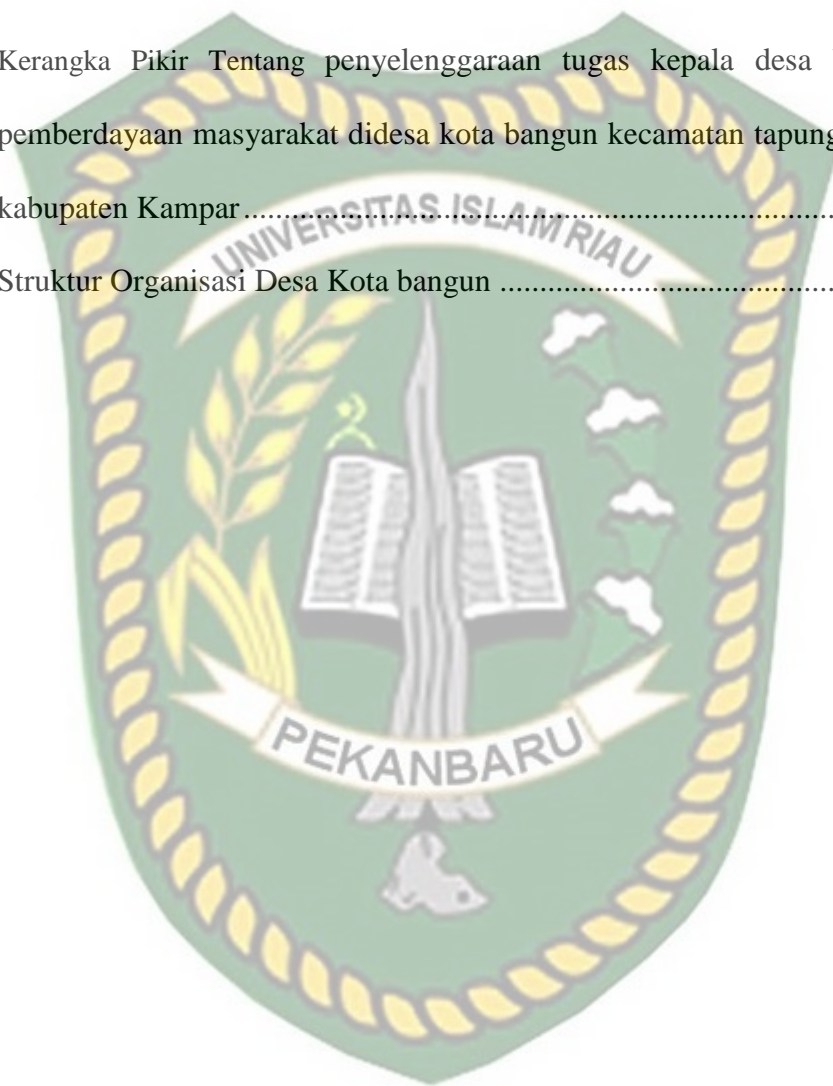 Kerangka Pikir Tentang penyelenggaraan tugas kepala desa
pemberdayaan masyarakat didesa kota bangun kecamatan tapung
kabupaten Kampar.............................................................................
UNIVERSITAS ISLAM RIAU
Struktur Organisasi Desa Kota bangun ..........................................
PEKANBARU